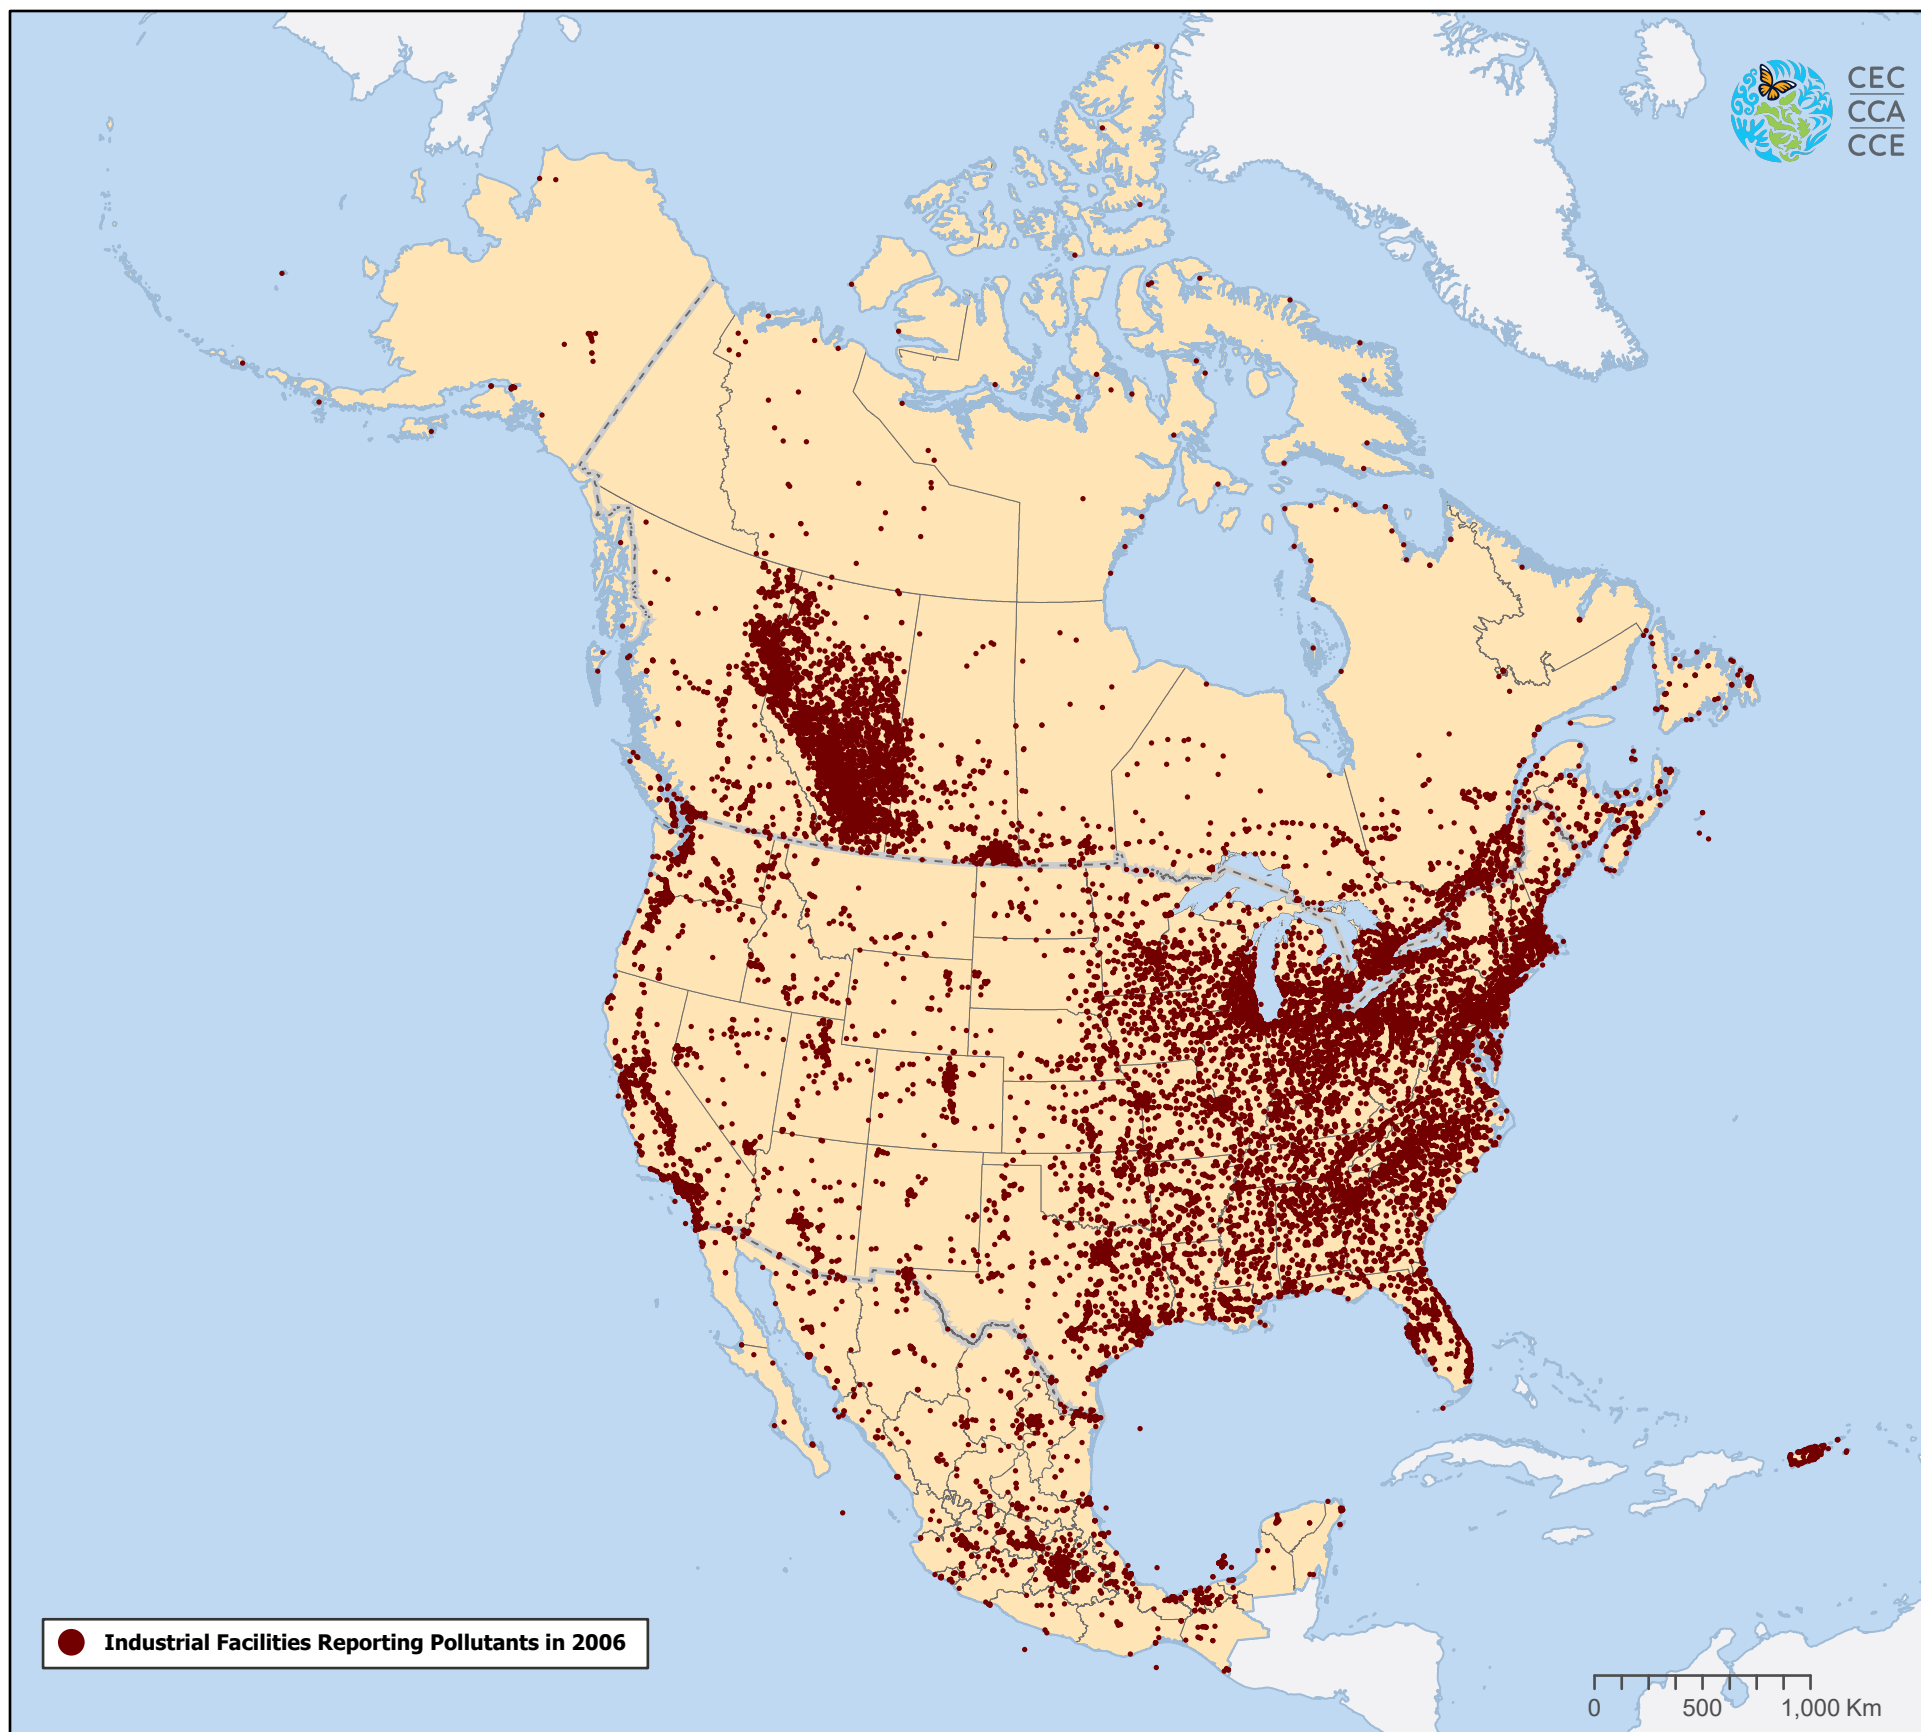 CEC
CCA
CCE
Industrial Facilities Reporting Pollutants in 2006
0 500 1,000 Km